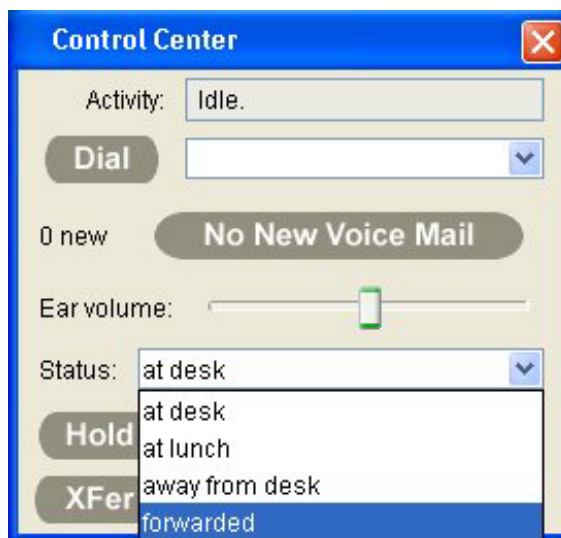 Control Center
Activity: Idle.
Dial
0 new No New Voice Mail
Ear volume:
Status: at desk
at desk
Hold
at lunch
away from desk
XFer
forwarded